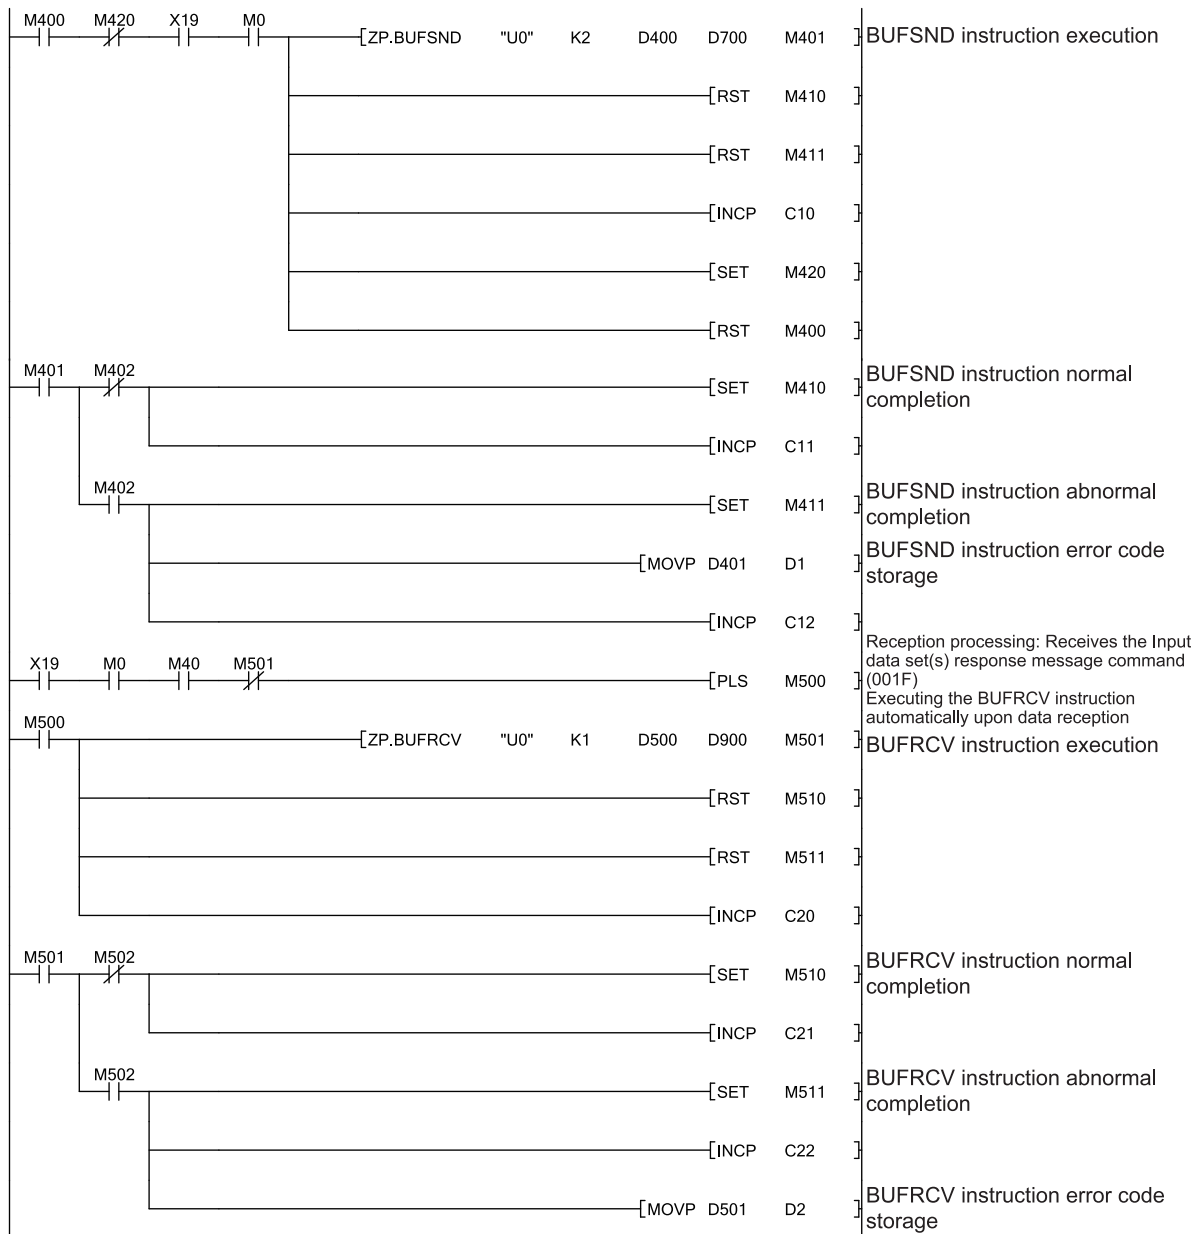 M400 M420 X19 M0
[ZP.BUFSND "U0" K2 D400 D700 M401 ] BUFSND instruction execution
[RST M410 ]
[RST M411 ]
[INCP C10 ]
[SET M420 ]
[RST M400 ]
M401 M402
[SET M410 ] BUFSND instruction normal
completion
[INCP C11 ]
M402
[SET M411 ] BUFSND instruction abnormal
completion
[MOVP D401 D1 ] BUFSND instruction error code
storage
[INCP C12 ]
Reception processing: Receives the Input
data set(s) response message command
(001F)
X19 M0 M40 M501
[PLS M500 ]
Executing the BUFRCV instruction
automatically upon data reception
M500
[ZP.BUFRCV "U0" K1 D500 D900 M501 ] BUFRCV instruction execution
[RST M510 ]
[RST M511 ]
[INCP C20 ]
M501 M502
[SET M510 ] BUFRCV instruction normal
completion
[INCP C21 ]
M502
[SET M511 ] BUFRCV instruction abnormal
completion
[INCP C22 ]
[MOVP D501 D2 ] BUFRCV instruction error code
storage